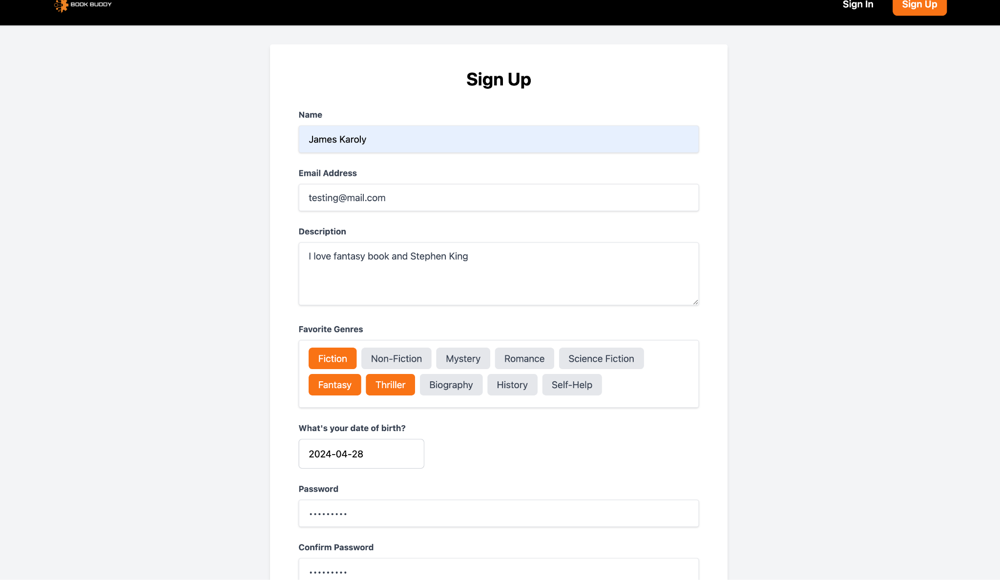 BOOK BUDDY
Sign In
Sign Up
Sign Up
Name
James Karoly
Email Address
testing@mail.com
Description
I love fantasy book and Stephen King
Favorite Genres
Fiction Non-Fiction Mystery Romance Science Fiction
Fantasy Thriller Biography History Self-Help
What's your date of birth?
2024-04-28
Password
•••••••••
Confirm Password
•••••••••